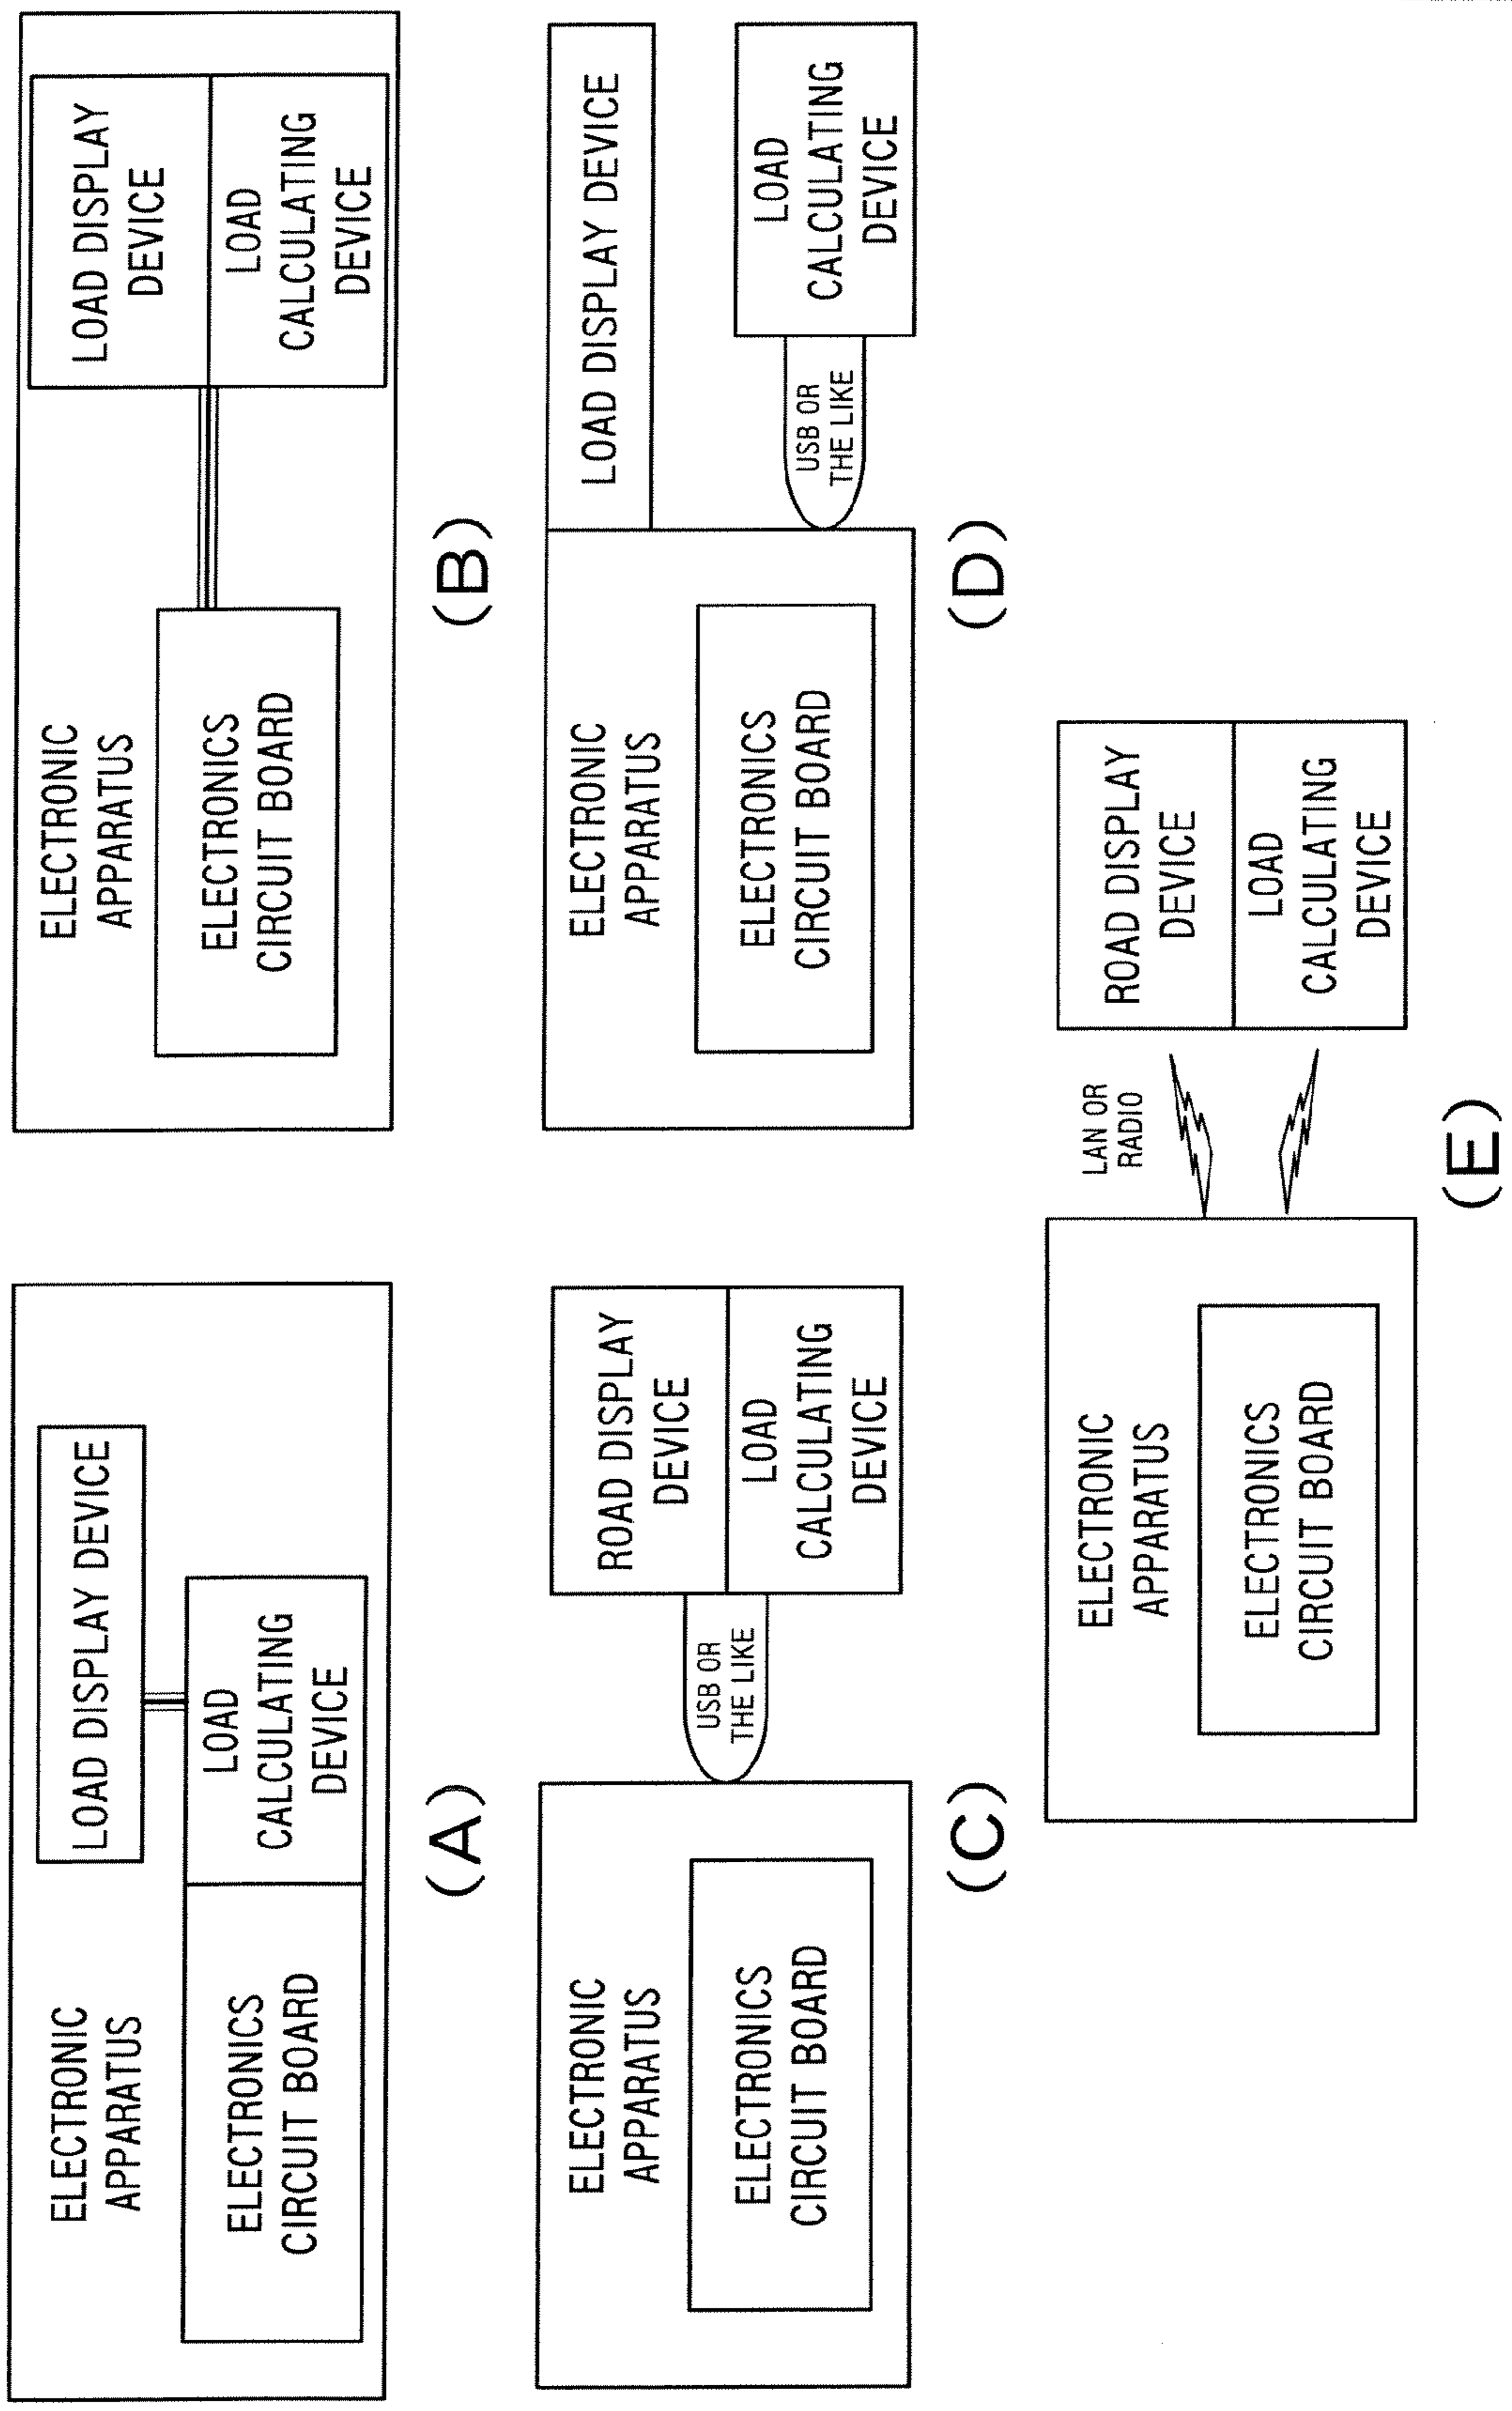 ELECTRONIC
APPARATUS
LOAD DISPLAY DEVICE
ELECTRONICS
CIRCUIT BOARD
LOAD
CALCULATING
DEVICE
(A)
ELECTRONIC
APPARATUS
ELECTRONICS
CIRCUIT BOARD
LOAD DISPLAY
DEVICE
LOAD
CALCULATING
DEVICE
(B)
ELECTRONIC
APPARATUS
ELECTRONICS
CIRCUIT BOARD
USB OR
THE LIKE
ROAD DISPLAY
DEVICE
LOAD
CALCULATING
DEVICE
(C)
ELECTRONIC
APPARATUS
ELECTRONICS
CIRCUIT BOARD
LOAD DISPLAY DEVICE
USB OR
THE LIKE
LOAD
CALCULATING
DEVICE
(D)
ELECTRONIC
APPARATUS
ELECTRONICS
CIRCUIT BOARD
LAN OR
RADIO
ROAD DISPLAY
DEVICE
LOAD
CALCULATING
DEVICE
(E)